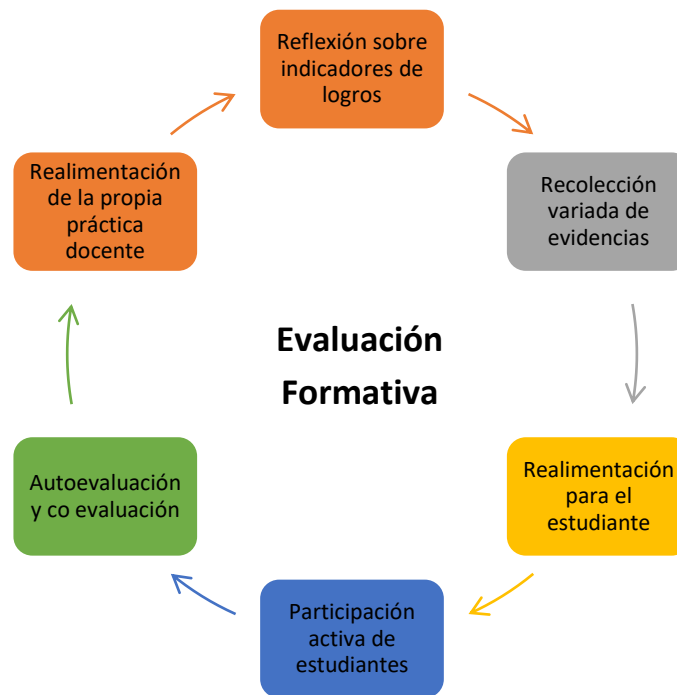 Reflexión sobre
indicadores de
logros
Recolección
variada de
evidencias
Realimentación
para el
estudiante
Participación
activa de
estudiantes
Autoevaluación
y co evaluación
Realimentación
de la propia
práctica
docente
Evaluación
Formativa